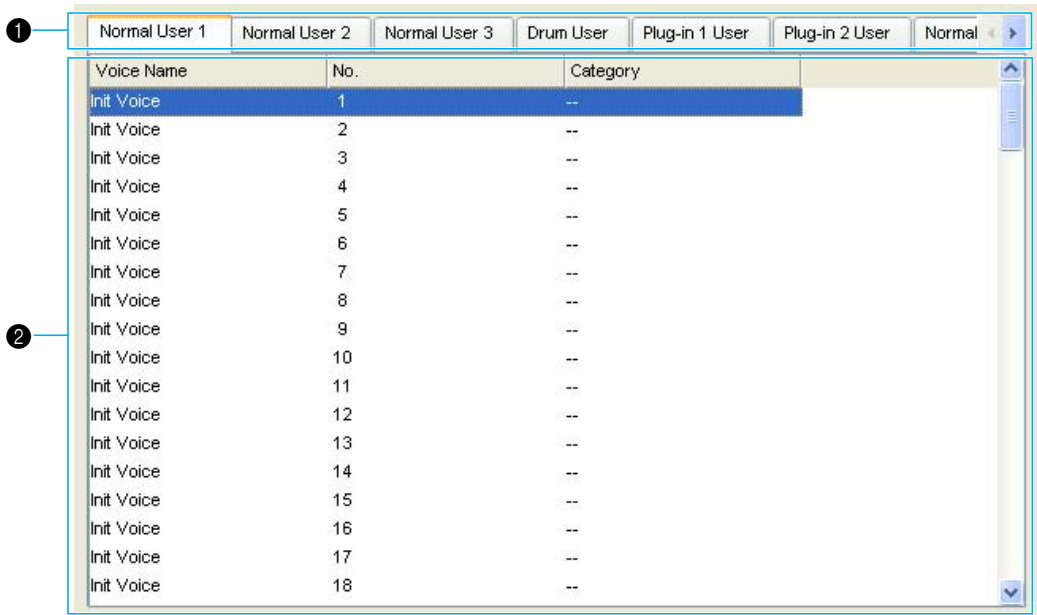 1
Normal User 1 Normal User 2 Normal User 3 Drum User Plug-in 1 User Plug-in 2 User Normal
2
Voice Name No. Category
Init Voice 1 --
Init Voice 2 --
Init Voice 3 --
Init Voice 4 --
Init Voice 5 --
Init Voice 6 --
Init Voice 7 --
Init Voice 8 --
Init Voice 9 --
Init Voice 10 --
Init Voice 11 --
Init Voice 12 --
Init Voice 13 --
Init Voice 14 --
Init Voice 15 --
Init Voice 16 --
Init Voice 17 --
Init Voice 18 --